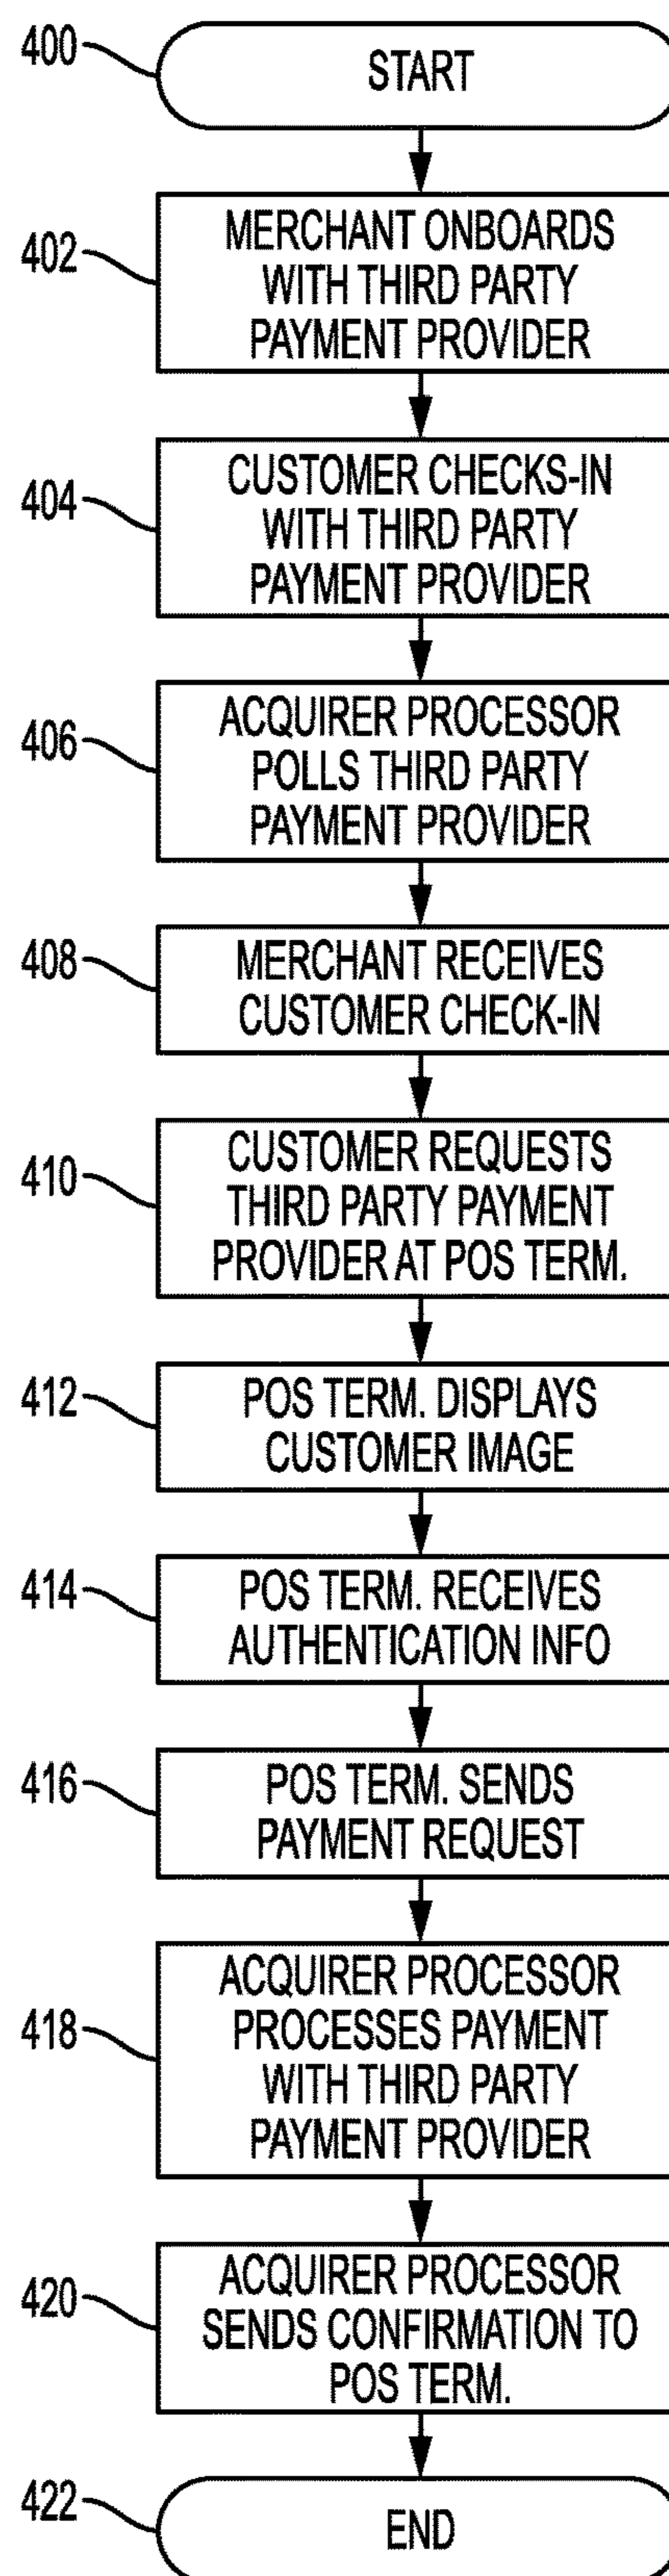 400
START
402
MERCHANT ONBOARDS
WITH THIRD PARTY
PAYMENT PROVIDER
404
CUSTOMER CHECKS-IN
WITH THIRD PARTY
PAYMENT PROVIDER
406
ACQUIRER PROCESSOR
POLLS THIRD PARTY
PAYMENT PROVIDER
408
MERCHANT RECEIVES
CUSTOMER CHECK-IN
410
CUSTOMER REQUESTS
THIRD PARTY PAYMENT
PROVIDER AT POS TERM.
412
POS TERM. DISPLAYS
CUSTOMER IMAGE
414
POS TERM. RECEIVES
AUTHENTICATION INFO
416
POS TERM. SENDS
PAYMENT REQUEST
418
ACQUIRER PROCESSOR
PROCESSES PAYMENT
WITH THIRD PARTY
PAYMENT PROVIDER
420
ACQUIRER PROCESSOR
SENDS CONFIRMATION TO
POS TERM.
422
END